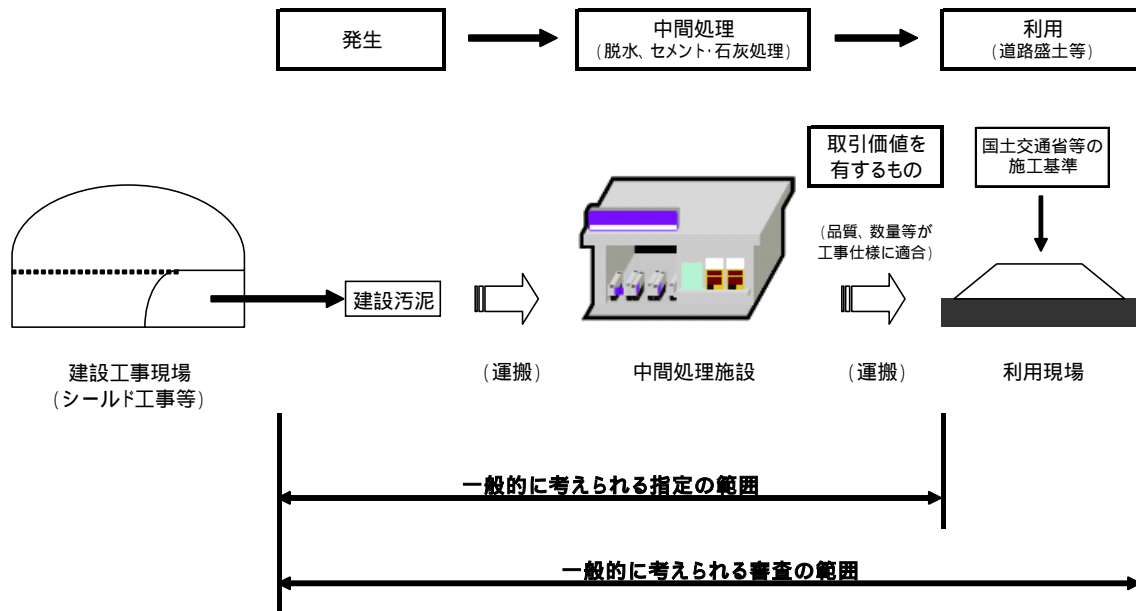 発生
中間処理
(脱水、セメント・石灰処理)
利用
(道路盛土等)
取引価値を
有するもの
国土交通省等の
施工基準
(品質、数量等が
工事仕様に適合)
建設汚泥
建設工事現場
(シールド工事等)
(運搬)
中間処理施設
(運搬)
利用現場
一般的に考えられる指定の範囲
一般的に考えられる審査の範囲